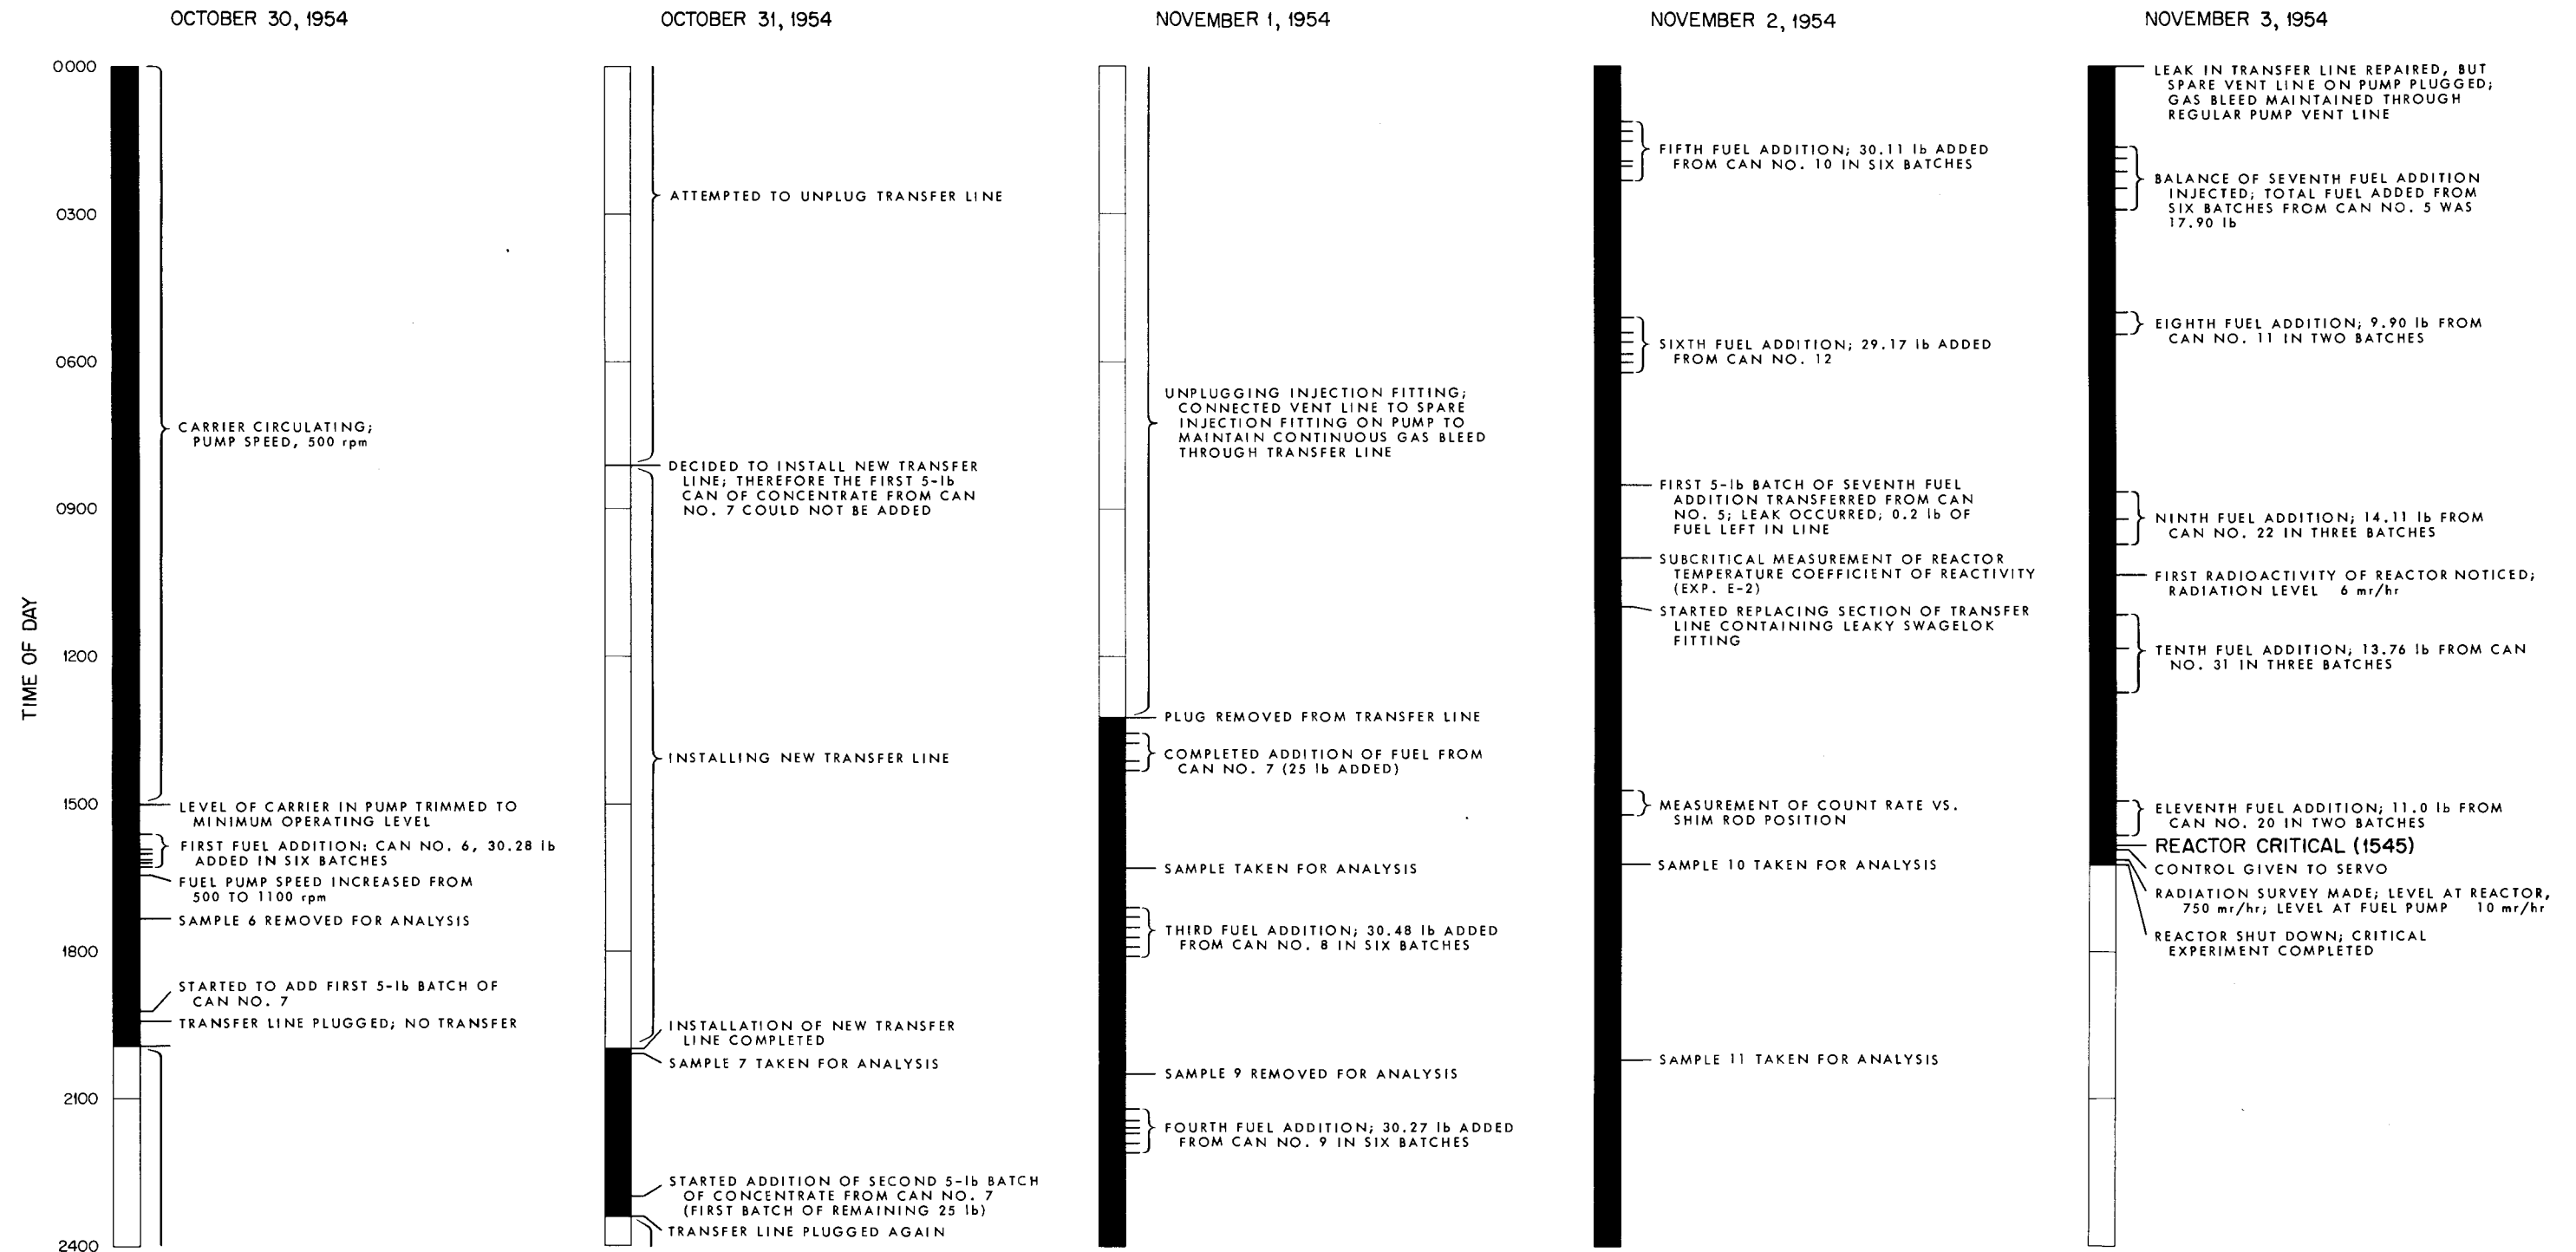 OCTOBER 30, 1954
OCTOBER 31, 1954
NOVEMBER 1, 1954
NOVEMBER 2, 1954
NOVEMBER 3, 1954
TIME OF DAY
0000
0300
0600
0900
1200
1500
1800
2100
2400
CARRIER CIRCULATING;
PUMP SPEED, 500 rpm
LEVEL OF CARRIER IN PUMP TRIMMED TO
MINIMUM OPERATING LEVEL
FIRST FUEL ADDITION; CAN NO. 6, 30.28 lb
ADDED IN SIX BATCHES
FUEL PUMP SPEED INCREASED FROM
500 TO 1100 rpm
SAMPLE 6 REMOVED FOR ANALYSIS
STARTED TO ADD FIRST 5-lb BATCH OF
CAN NO. 7
TRANSFER LINE PLUGGED; NO TRANSFER
ATTEMPTED TO UNPLUG TRANSFER LINE
DECIDED TO INSTALL NEW TRANSFER
LINE; THEREFORE THE FIRST 5-lb
CAN OF CONCENTRATE FROM CAN
NO. 7 COULD NOT BE ADDED
INSTALLING NEW TRANSFER LINE
INSTALLATION OF NEW TRANSFER
LINE COMPLETED
SAMPLE 7 TAKEN FOR ANALYSIS
STARTED ADDITION OF SECOND 5-lb BATCH
OF CONCENTRATE FROM CAN NO. 7
(FIRST BATCH OF REMAINING 25 lb)
TRANSFER LINE PLUGGED AGAIN
UNPLUGGING INJECTION FITTING;
CONNECTED VENT LINE TO SPARE
INJECTION FITTING ON PUMP TO
MAINTAIN CONTINUOUS GAS BLEED
THROUGH TRANSFER LINE
PLUG REMOVED FROM TRANSFER LINE
COMPLETED ADDITION OF FUEL FROM
CAN NO. 7 (25 lb ADDED)
SAMPLE TAKEN FOR ANALYSIS
THIRD FUEL ADDITION; 30.48 lb ADDED
FROM CAN NO. 8 IN SIX BATCHES
SAMPLE 9 REMOVED FOR ANALYSIS
FOURTH FUEL ADDITION; 30.27 lb ADDED
FROM CAN NO. 9 IN SIX BATCHES
FIFTH FUEL ADDITION; 30.11 lb ADDED
FROM CAN NO. 10 IN SIX BATCHES
SIXTH FUEL ADDITION; 29.17 lb ADDED
FROM CAN NO. 12
FIRST 5-lb BATCH OF SEVENTH FUEL
ADDITION TRANSFERRED FROM CAN
NO. 5; LEAK OCCURRED; 0.2 lb OF
FUEL LEFT IN LINE
SUBCRITICAL MEASUREMENT OF REACTOR
TEMPERATURE COEFFICIENT OF REACTIVITY
(EXP. E-2)
STARTED REPLACING SECTION OF TRANSFER
LINE CONTAINING LEAKY SWAGELOK
FITTING
MEASUREMENT OF COUNT RATE VS.
SHIM ROD POSITION
SAMPLE 10 TAKEN FOR ANALYSIS
SAMPLE 11 TAKEN FOR ANALYSIS
LEAK IN TRANSFER LINE REPAIRED, BUT
SPARE VENT LINE ON PUMP PLUGGED;
GAS BLEED MAINTAINED THROUGH
REGULAR PUMP VENT LINE
BALANCE OF SEVENTH FUEL ADDITION
INJECTED; TOTAL FUEL ADDED FROM
SIX BATCHES FROM CAN NO. 5 WAS
17.90 lb
EIGHTH FUEL ADDITION; 9.90 lb FROM
CAN NO. 11 IN TWO BATCHES
NINTH FUEL ADDITION; 14.11 lb FROM
CAN NO. 22 IN THREE BATCHES
FIRST RADIOACTIVITY OF REACTOR NOTICED;
RADIATION LEVEL 6 mr/hr
TENTH FUEL ADDITION; 13.76 lb FROM CAN
NO. 31 IN THREE BATCHES
ELEVENTH FUEL ADDITION; 11.0 lb FROM
CAN NO. 20 IN TWO BATCHES
REACTOR CRITICAL (1545)
CONTROL GIVEN TO SERVO
RADIATION SURVEY MADE; LEVEL AT REACTOR,
750 mr/hr; LEVEL AT FUEL PUMP 10 mr/hr
REACTOR SHUT DOWN; CRITICAL
EXPERIMENT COMPLETED